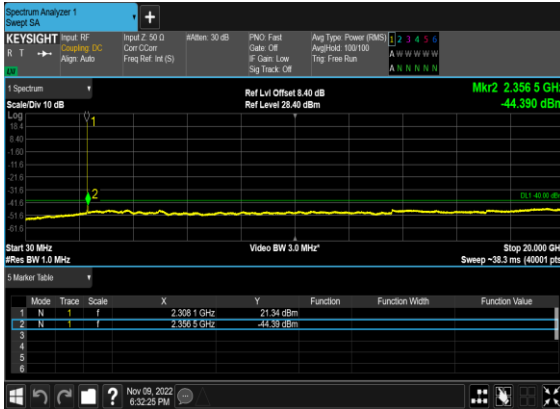 Spectrum Analyzer 1
Swept SA
+
KEYSIGHT Input: RF Input Z: 50 Ω #Atten: 30 dB PNO: Fast Avg Type: Power (RMS) 1 2 3 4 5 6
R T Coupling: DC Corr CCorr Gate: Off Avg|Hold: 100/100 A W W W W W
Align: Auto Freq Ref: Int (S) IF Gain: Low Trig: Free Run A N N N N N
Sig Track: Off
1 Spectrum Ref Lvl Offset 8.40 dB Mkr2 2.356 5 GHz
Scale/Div 10 dB Ref Level 28.40 dBm -44.390 dBm
Log
18.4 1
8.40
-1.60
-11.6
-21.6
-31.6 2
-41.6 DL1 -40.00 dBm
-51.6
-61.6
Start 30 MHz Video BW 3.0 MHz* Stop 20.000 GHz
#Res BW 1.0 MHz Sweep ~38.3 ms (40001 pts)
5 Marker Table
Mode Trace Scale X Y Function Function Width Function Value
1 N 1 f 2.308 1 GHz 21.34 dBm
2 N 1 f 2.356 5 GHz -44.39 dBm
3
4
5
6
? Nov 09, 2022
6:32:25 PM